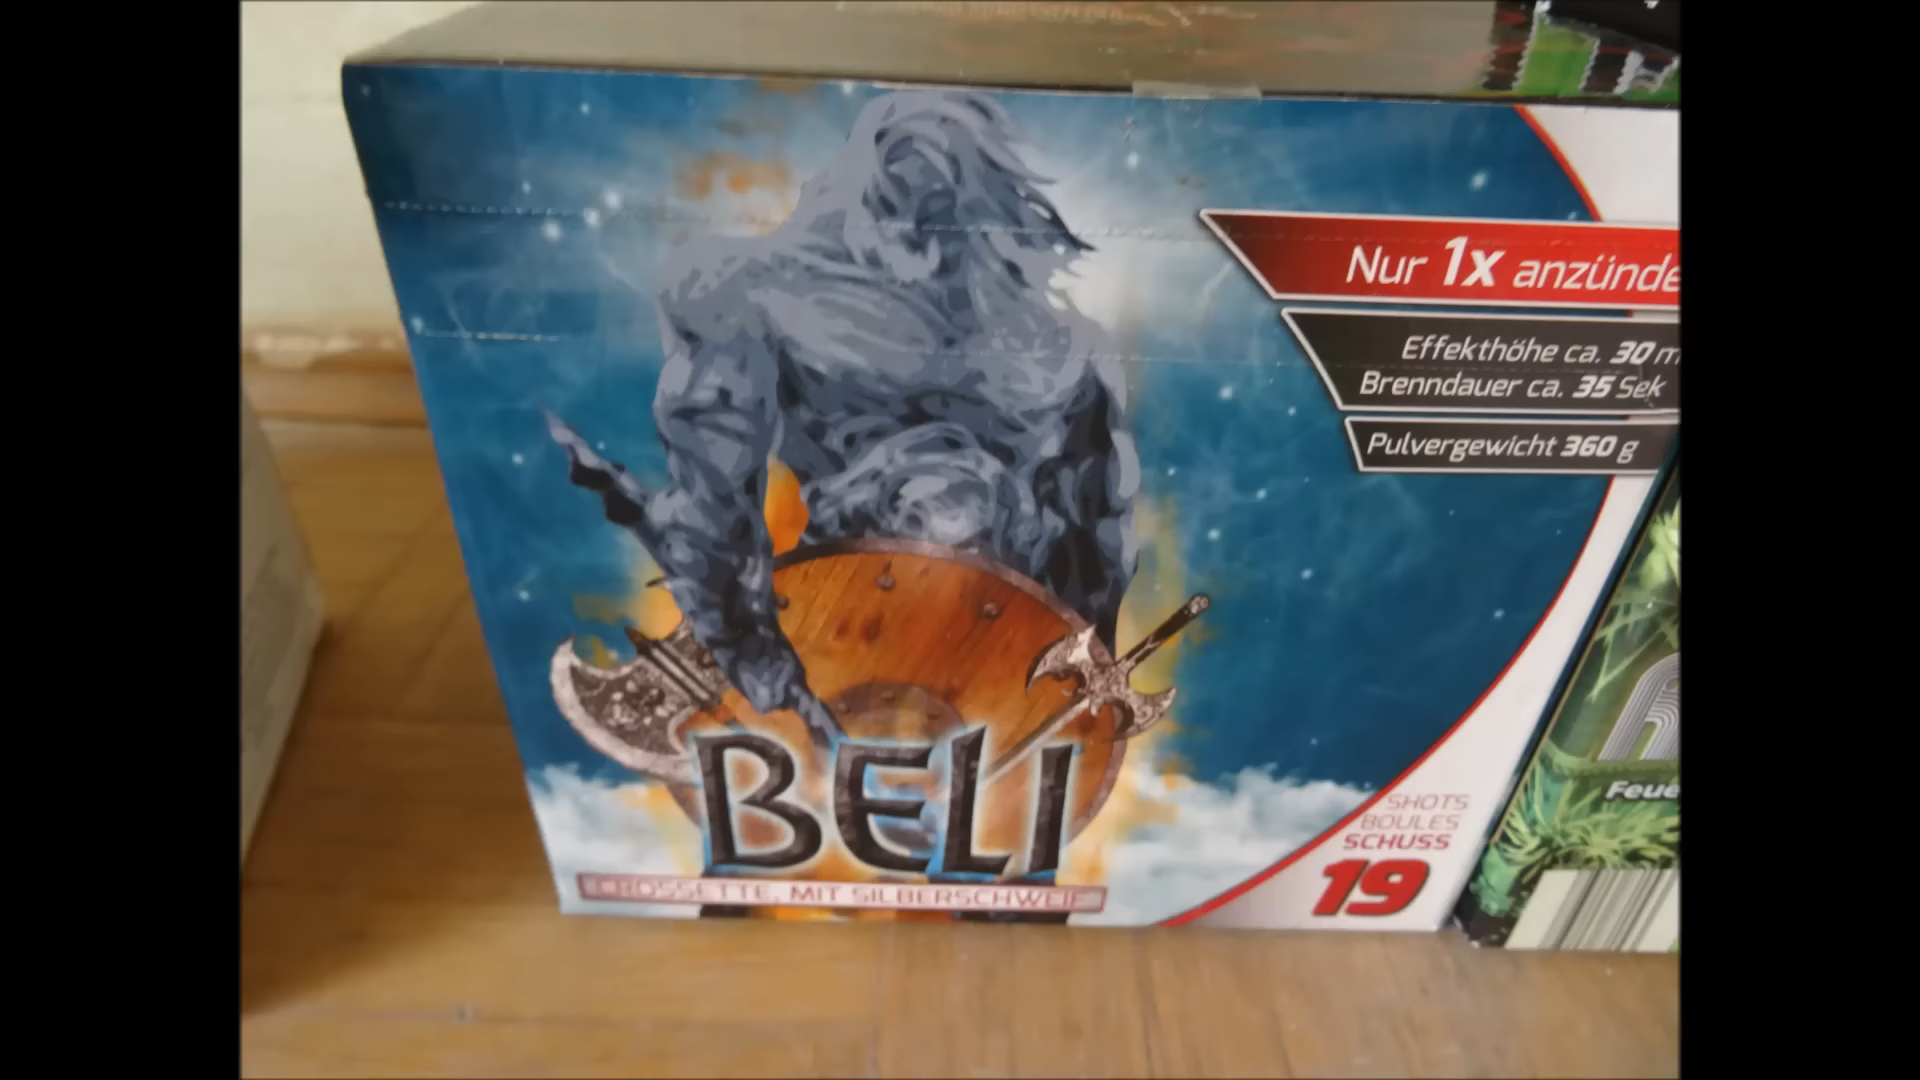 Nur 1x anzünde
Effekthöhe ca. 30 m
Brenndauer ca. 35 Sek
Pulvergewicht 360 g
BELI
CROSSETTE, MIT SILBERSCHWEIF
SHOTS
BOULES
SCHUSS
19
Feue